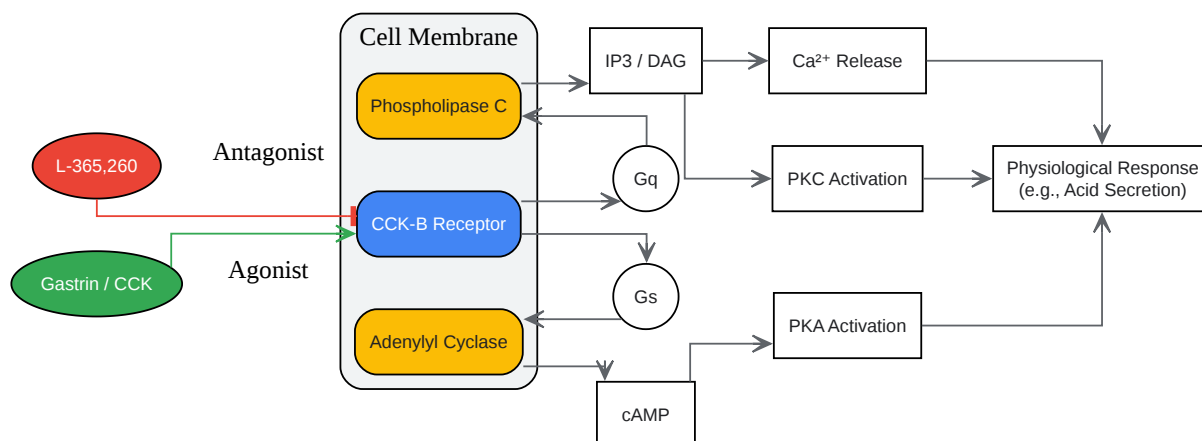 Cell Membrane
IP3 / DAG
Ca²⁺ Release
Phospholipase C
Antagonist
L-365,260
Gq
PKC Activation
Physiological Response
(e.g., Acid Secretion)
CCK-B Receptor
Agonist
Gastrin / CCK
Gs
PKA Activation
Adenylyl Cyclase
cAMP